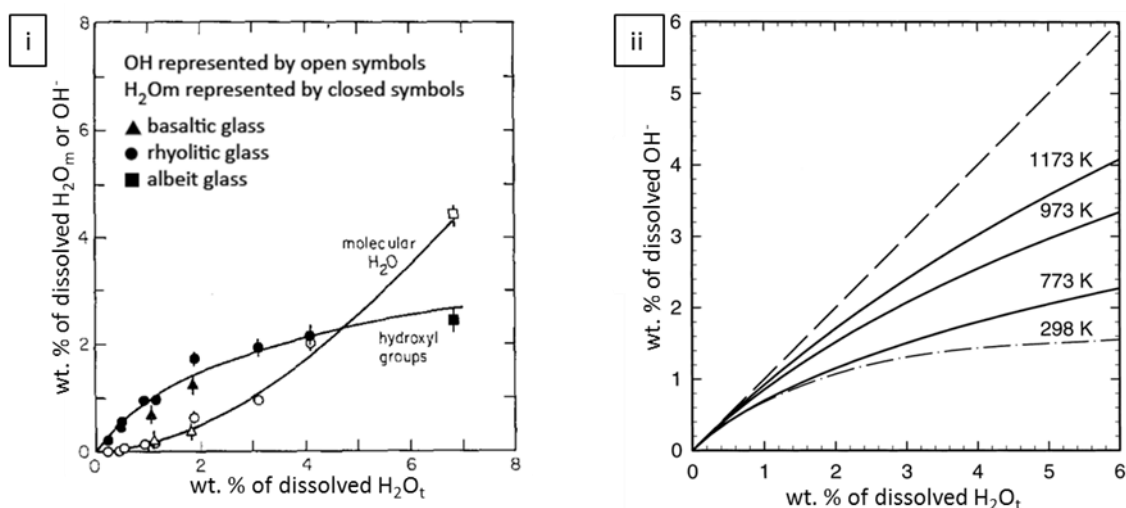 i
8
6
4
2
0
0
2
4
6
8
wt. % of dissolved H₂Oₘ or OH⁻
OH represented by open symbols
H₂Om represented by closed symbols
▲ basaltic glass
● rhyolitic glass
■ albeit glass
molecular
H₂O
hydroxyl
groups
wt. % of dissolved H₂Oₜ
ii
6
5
4
3
2
1
0
0
1
2
3
4
5
6
wt. % of dissolved OH⁻
1173 K
973 K
773 K
298 K
wt. % of dissolved H₂Oₜ